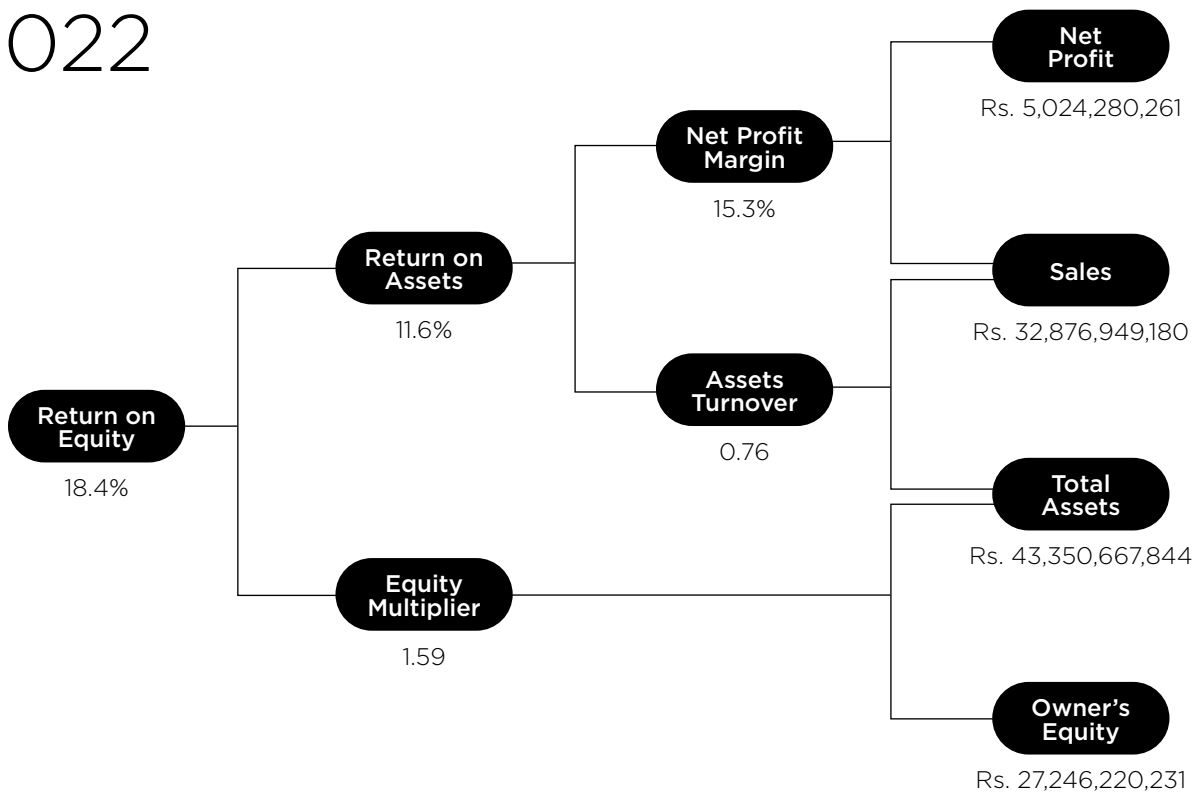 022
Net
Profit
Rs. 5,024,280,261
Net Profit
Margin
15.3%
Return on
Assets
11.6%
Sales
Rs. 32,876,949,180
Assets
Turnover
0.76
Return on
Equity
18.4%
Total
Assets
Rs. 43,350,667,844
Equity
Multiplier
1.59
Owner's
Equity
Rs. 27,246,220,231